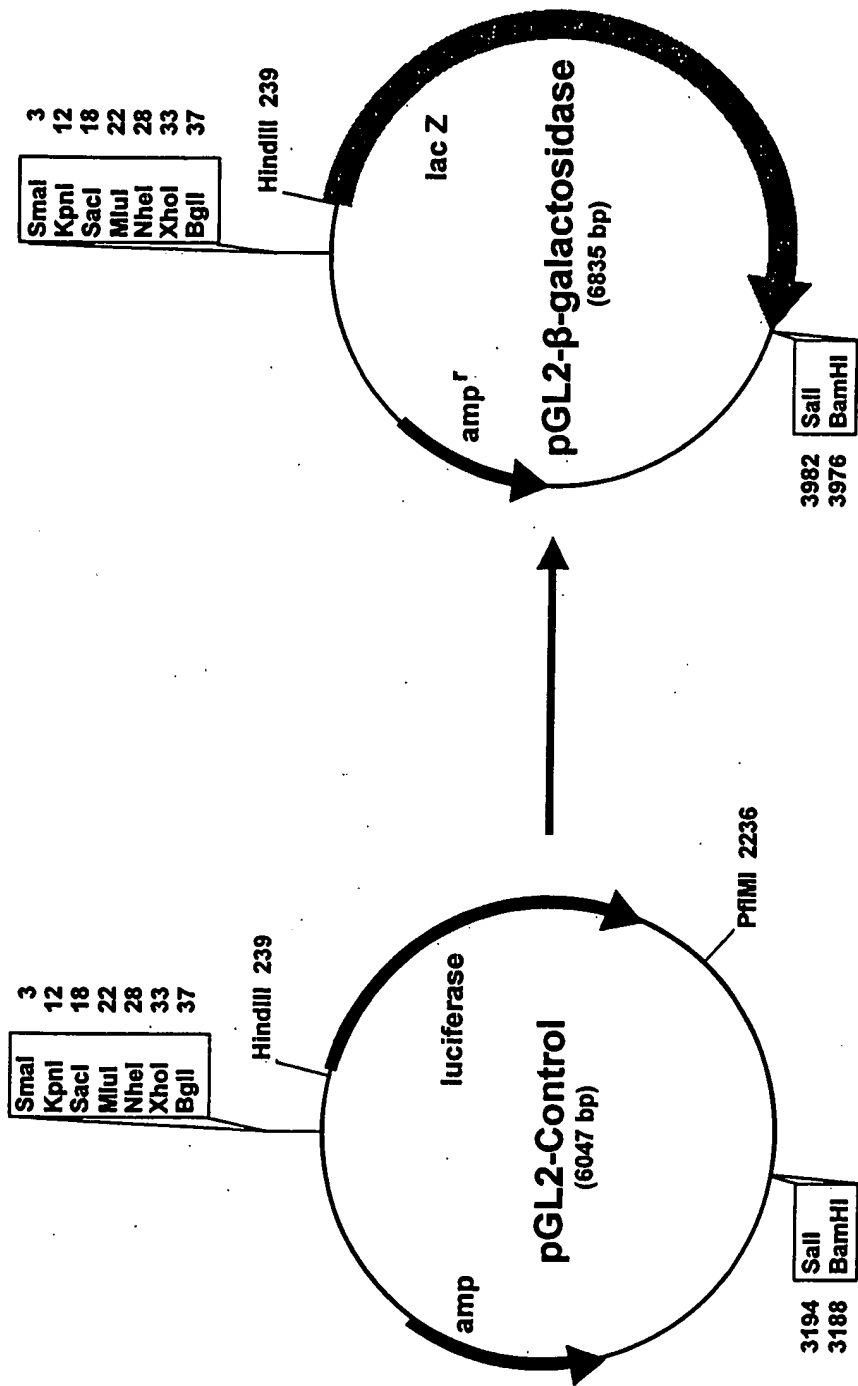 SmaI 3
KpnI 12
SacI 18
MluI 22
NheI 28
XhoI 33
BglI 37
HindIII 239
luciferase
amp
pGL2-Control
(6047 bp)
PflMI 2236
3194 SalI
3188 BamHI
SmaI 3
KpnI 12
SacI 18
MluI 22
NheI 28
XhoI 33
BglI 37
HindIII 239
lac Z
amp r
pGL2-β-galactosidase
(6835 bp)
3982 SalI
3976 BamHI